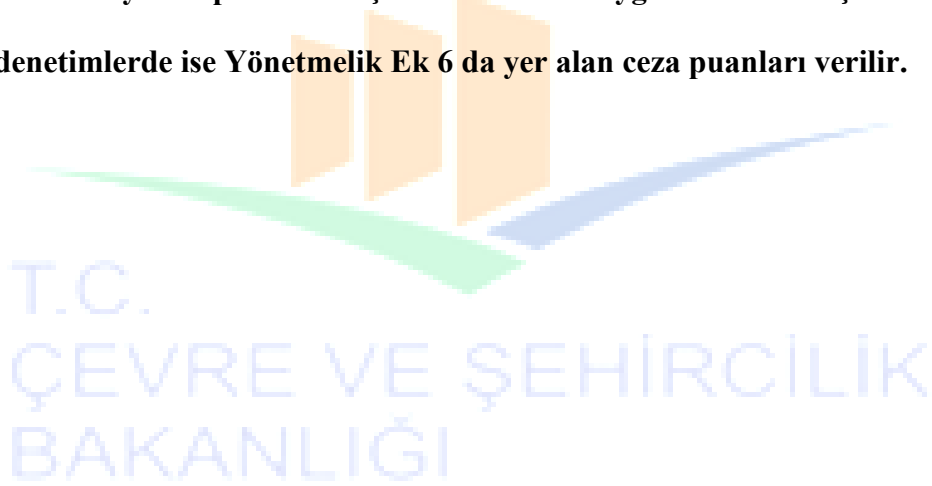 denetimlerde ise Yönetmelik Ek 6 da yer alan ceza puanları verilir.
T.C.
ÇEVRE VE ŞEHİRCİLİK
BAKANLIĞI